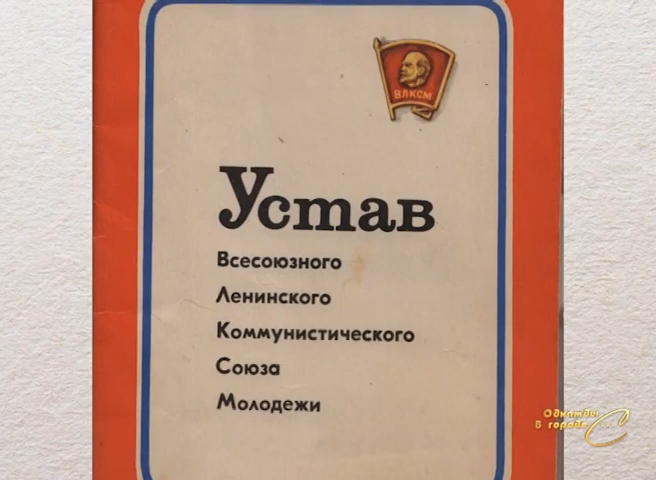 ВЛКСМ
Устав
Всесоюзного
Ленинского
Коммунистического
Союза
Молодежи
Однажды
В городе С...